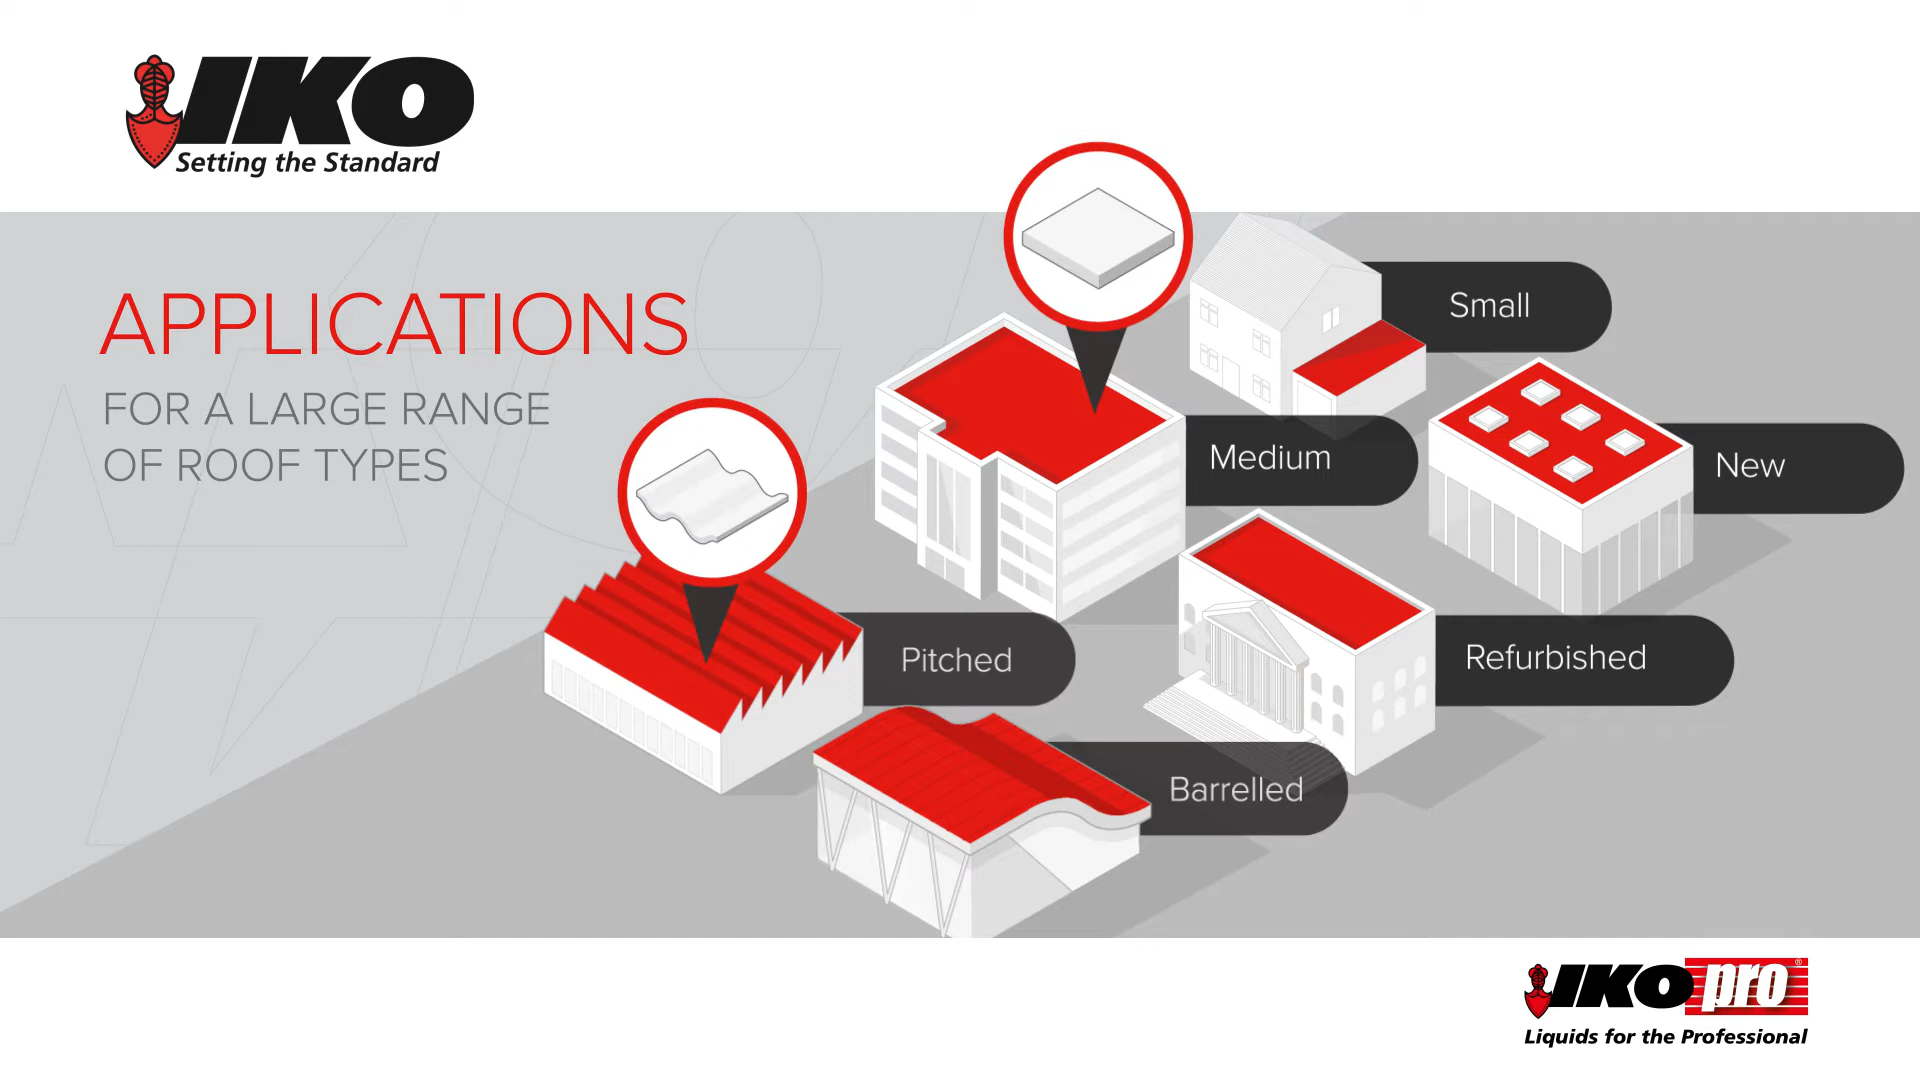 IKO
Setting the Standard
APPLICATIONS
FOR A LARGE RANGE
OF ROOF TYPES
Small
Medium
New
Pitched
Refurbished
Barrelled
IKO pro®
Liquids for the Professional